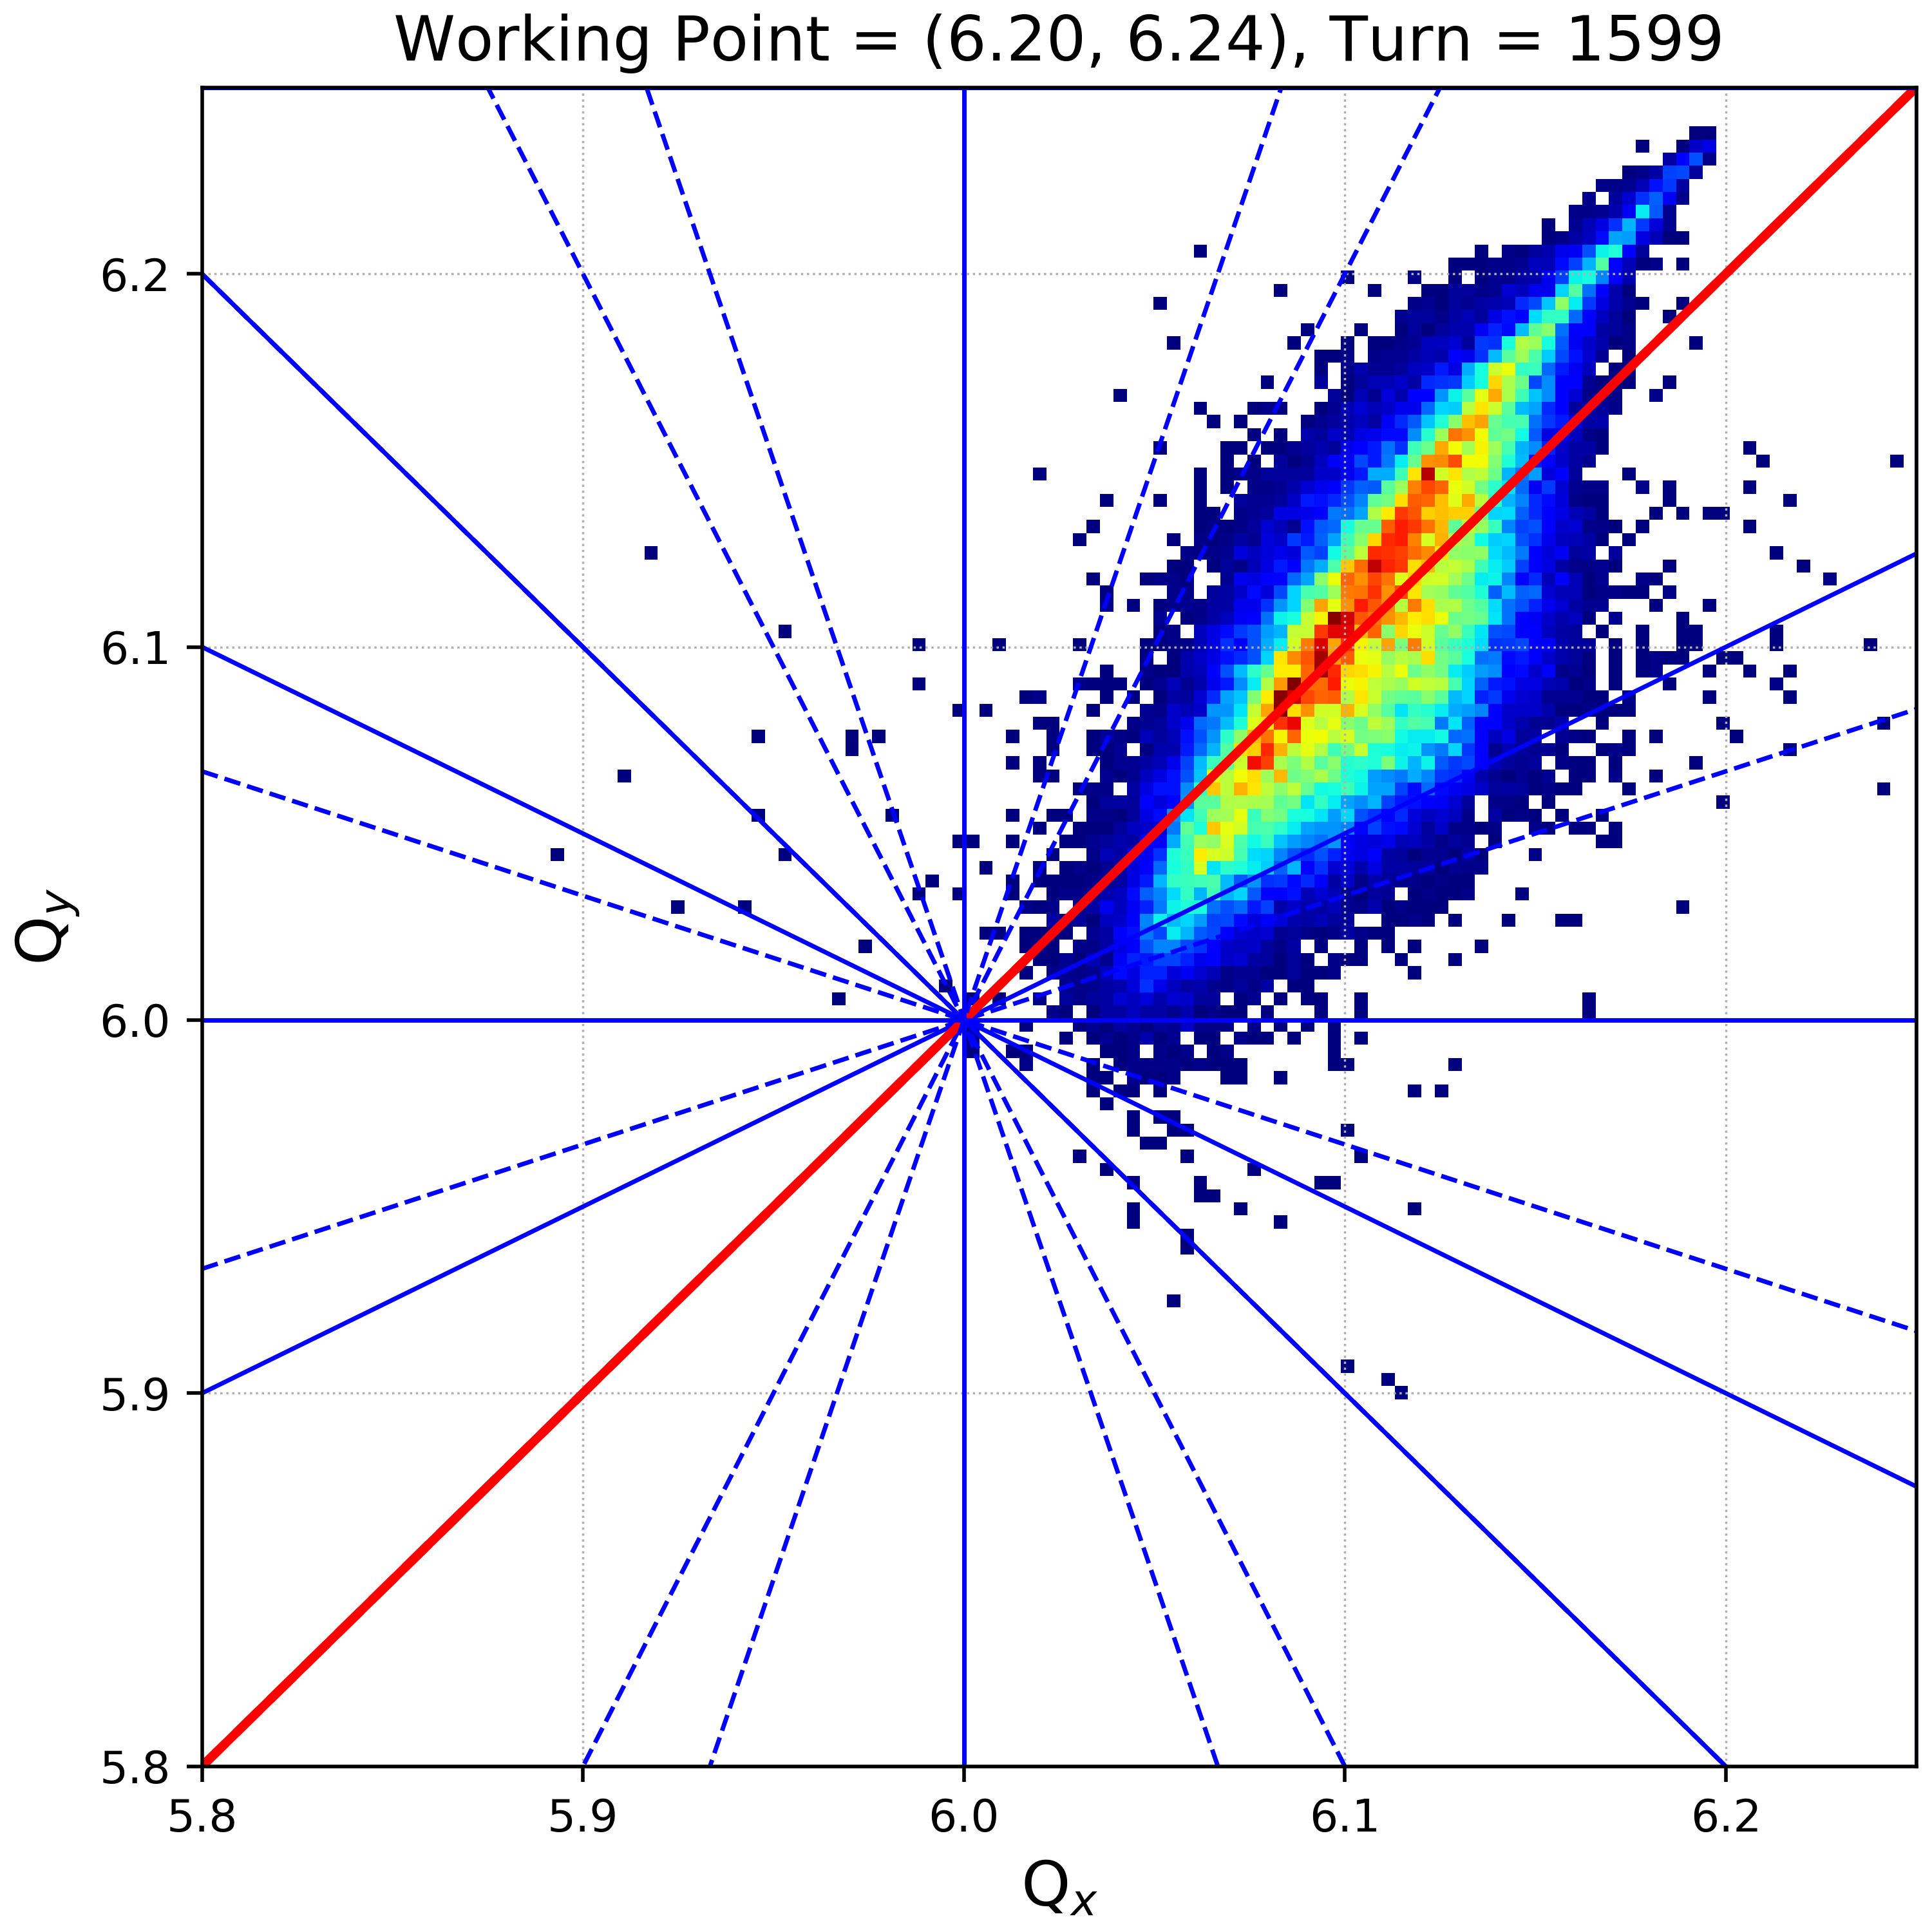 Working Point = (6.20, 6.24), Turn = 1599
6.2
6.1
6.0
5.9
5.8
Qy
5.8 5.9 6.0 6.1 6.2
Qx